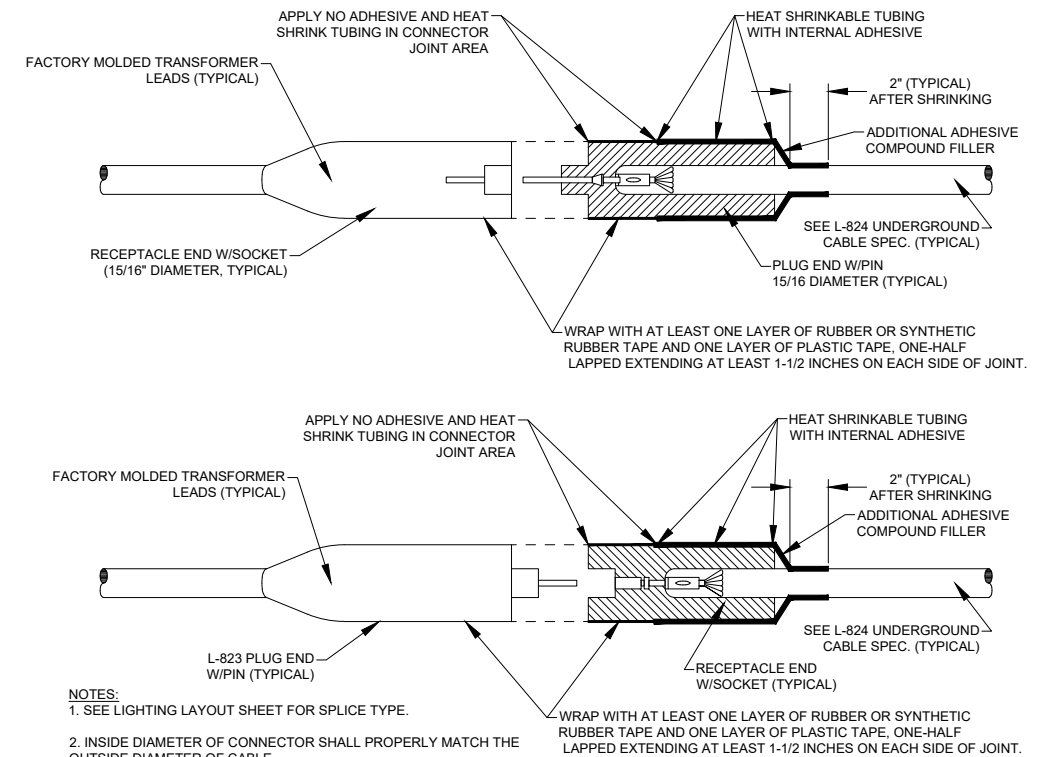 APPLY NO ADHESIVE AND HEAT
SHRINK TUBING IN CONNECTOR
JOINT AREA
HEAT SHRINKABLE TUBING
WITH INTERNAL ADHESIVE
FACTORY MOLDED TRANSFORMER
LEADS (TYPICAL)
2" (TYPICAL)
AFTER SHRINKING
ADDITIONAL ADHESIVE
COMPOUND FILLER
RECEPTACLE END W/SOCKET
(15/16" DIAMETER, TYPICAL)
SEE L-824 UNDERGROUND
CABLE SPEC. (TYPICAL)
PLUG END W/PIN
15/16 DIAMETER (TYPICAL)
WRAP WITH AT LEAST ONE LAYER OF RUBBER OR SYNTHETIC
RUBBER TAPE AND ONE LAYER OF PLASTIC TAPE, ONE-HALF
LAPPED EXTENDING AT LEAST 1-1/2 INCHES ON EACH SIDE OF JOINT.
APPLY NO ADHESIVE AND HEAT
SHRINK TUBING IN CONNECTOR
JOINT AREA
HEAT SHRINKABLE TUBING
WITH INTERNAL ADHESIVE
FACTORY MOLDED TRANSFORMER
LEADS (TYPICAL)
2" (TYPICAL)
AFTER SHRINKING
ADDITIONAL ADHESIVE
COMPOUND FILLER
L-823 PLUG END
W/PIN (TYPICAL)
SEE L-824 UNDERGROUND
CABLE SPEC. (TYPICAL)
RECEPTACLE END
W/SOCKET (TYPICAL)
WRAP WITH AT LEAST ONE LAYER OF RUBBER OR SYNTHETIC
RUBBER TAPE AND ONE LAYER OF PLASTIC TAPE, ONE-HALF
LAPPED EXTENDING AT LEAST 1-1/2 INCHES ON EACH SIDE OF JOINT.
NOTES:
1. SEE LIGHTING LAYOUT SHEET FOR SPLICE TYPE.
2. INSIDE DIAMETER OF CONNECTOR SHALL PROPERLY MATCH THE
OUTSIDE DIAMETER OF CABLE